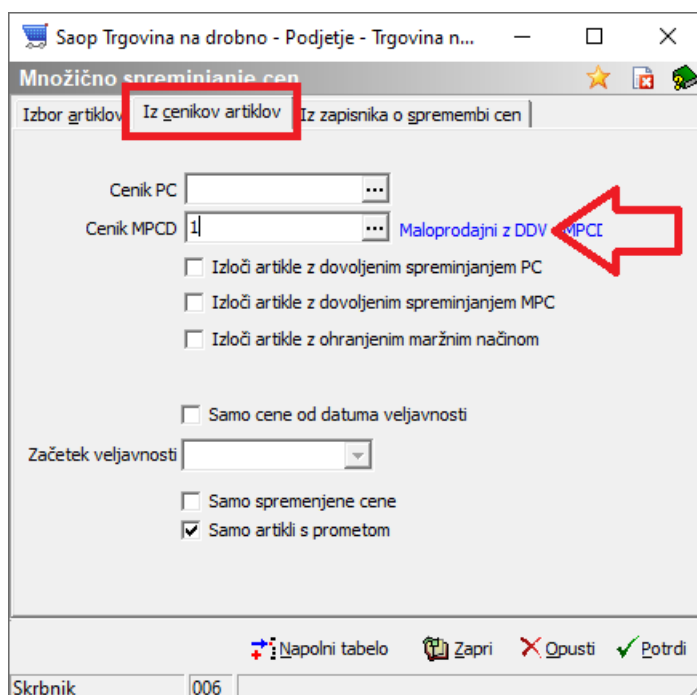 Saop Trgovina na drobno - Podjetje - Trgovina n...
Množično spreminjanje cen
Izbor artiklov Iz cenikov artiklov Iz zapisnika o spremembi cen
Cenik PC ...
Cenik MPCD 1 ... Maloprodajni z DDV MPCD
Izloči artikle z dovoljenim spreminjanjem PC
Izloči artikle z dovoljenim spreminjanjem MPC
Izloči artikle z ohranjenim maržnim načinom
Samo cene od datuma veljavnosti
Začetek veljavnosti
Samo spremenjene cene
Samo artikli s prometom
Napolni tabelo Zapri Opusti Potrdi
Skrbnik 006